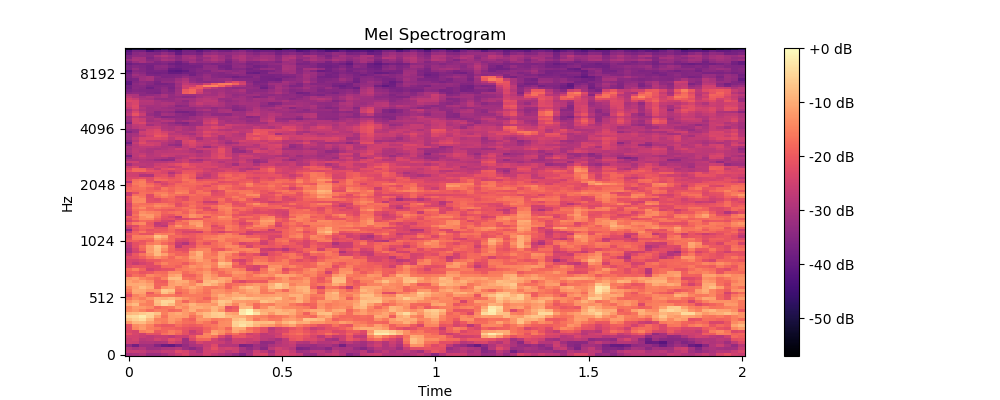 Mel Spectrogram
+0 dB
8192
-10 dB
4096
-20 dB
2048
Hz
-30 dB
1024
-40 dB
512
-50 dB
0
0 0.5 1 1.5 2
Time